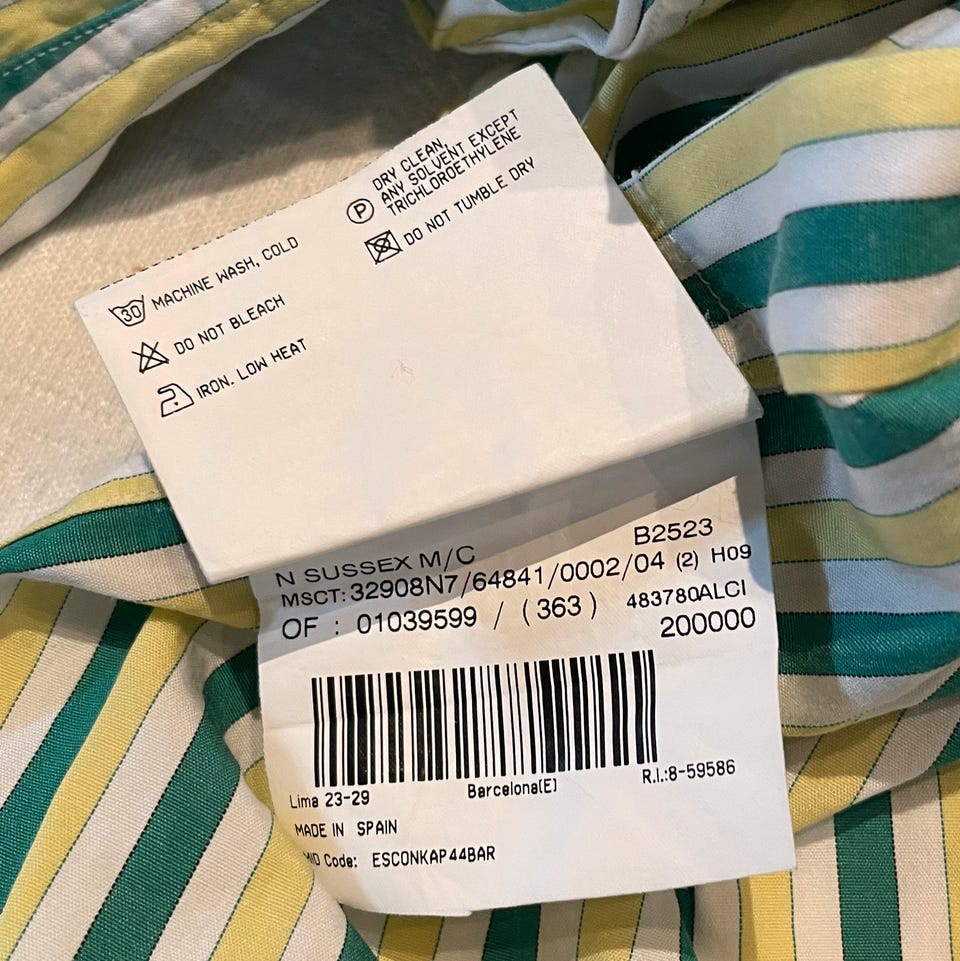 DRY CLEAN,
ANY SOLVENT EXCEPT
TRICHLOROETHYLENE
P
DO NOT TUMBLE DRY
30 MACHINE WASH, COLD
DO NOT BLEACH
IRON. LOW HEAT
N SUSSEX M/C B2523
MSCT: 32908N7/64841/0002/04 (2) H09
OF : 01039599 / (363) 483780ALCI
200000
Lima 23-29 Barcelona(E) R.I.:8-59586
MADE IN SPAIN
MID Code: ESCONKAP44BAR